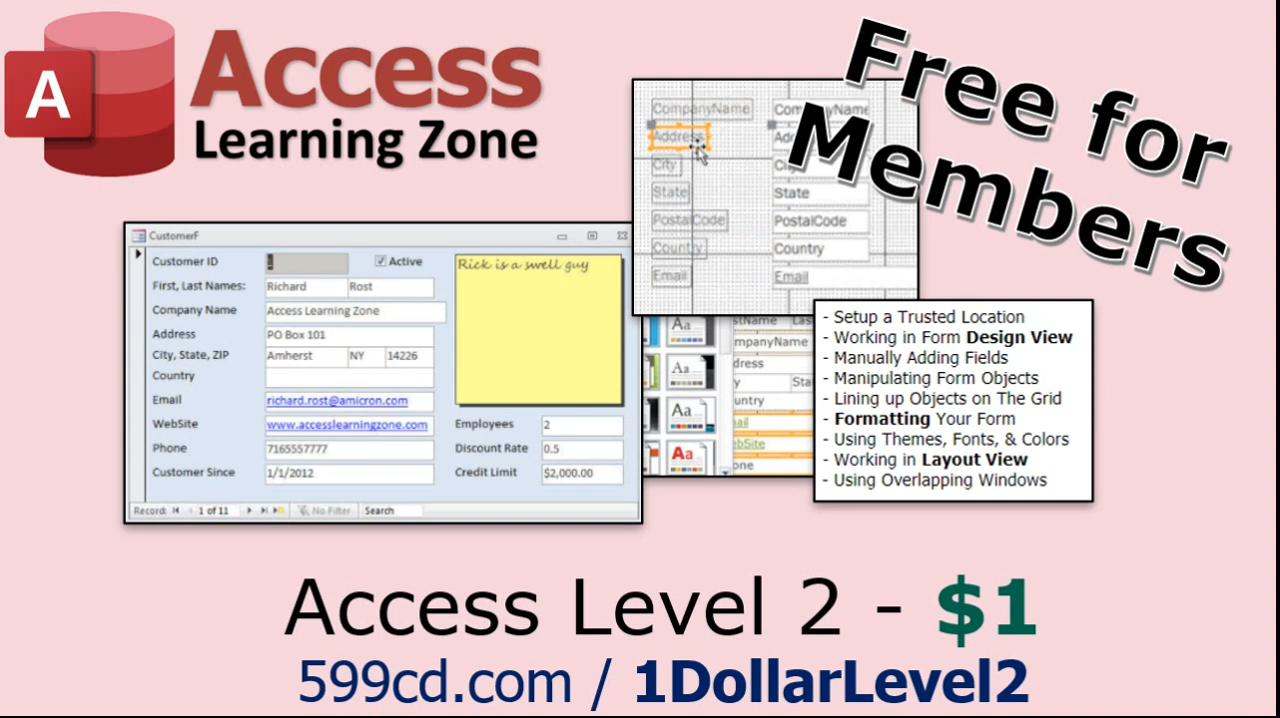 A
Access
Learning Zone
Free for
Members
CompanyName CompanyName
Address
City
State State
PostalCode PostalCode
Country Country
Email Email
CustomerF
Customer ID Active
First, Last Names: Richard Rost
Company Name Access Learning Zone
Address PO Box 101
City, State, ZIP Amherst NY 14226
Country
Email richard.rost@amicron.com
WebSite www.accesslearningzone.com
Phone 7165557777
Customer Since 1/1/2012
Rick is a swell guy
Employees 2
Discount Rate 0.5
Credit Limit $2,000.00
Record: 1 of 11 No Filter Search
Aa
Aa
Aa
Aa
- Setup a Trusted Location
- Working in Form Design View
- Manually Adding Fields
- Manipulating Form Objects
- Lining up Objects on The Grid
- Formatting Your Form
- Using Themes, Fonts, & Colors
- Working in Layout View
- Using Overlapping Windows
Access Level 2 - $1
599cd.com / 1DollarLevel2